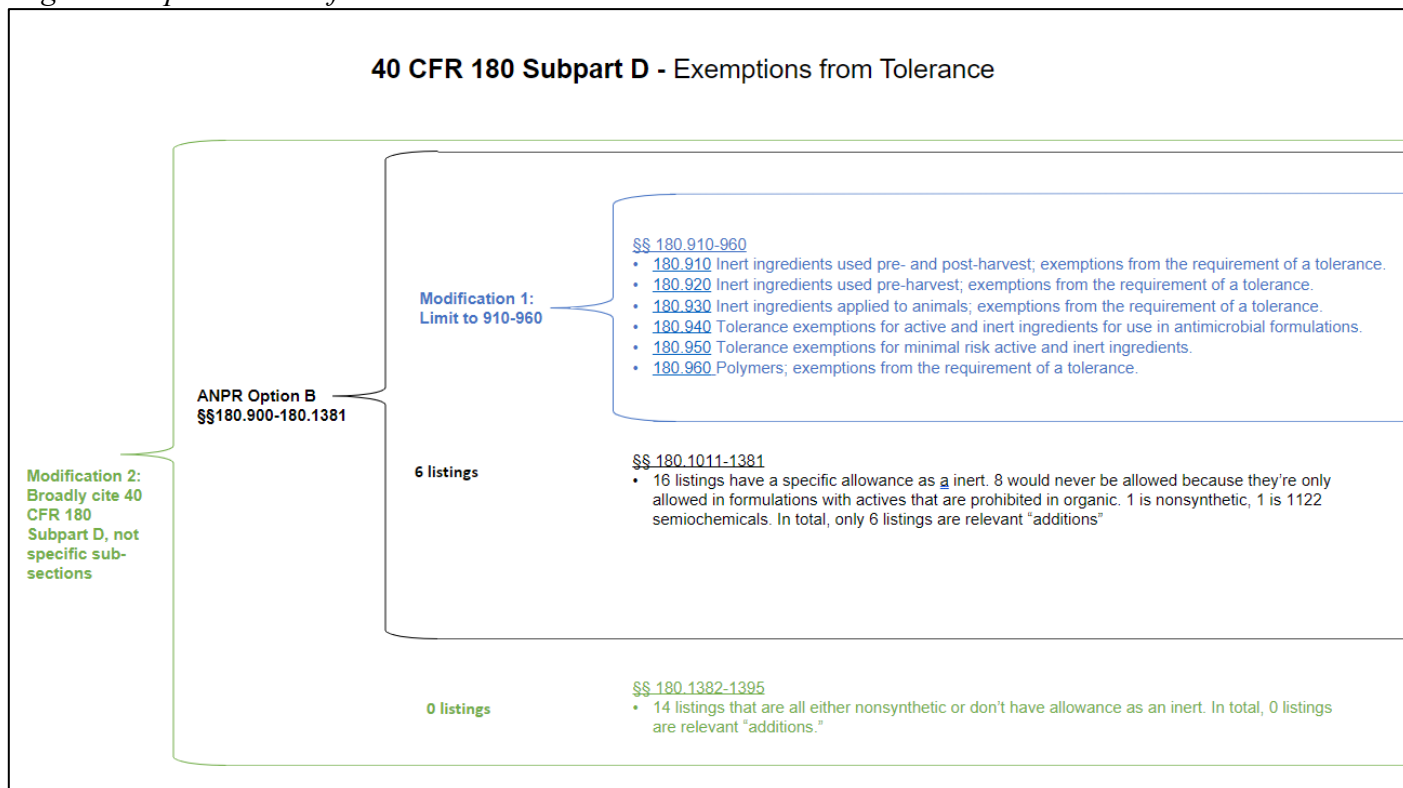 40 CFR 180 Subpart D - Exemptions from Tolerance
§§ 180.910-960
• 180.910 Inert ingredients used pre- and post-harvest; exemptions from the requirement of a tolerance.
• 180.920 Inert ingredients used pre-harvest; exemptions from the requirement of a tolerance.
• 180.930 Inert ingredients applied to animals; exemptions from the requirement of a tolerance.
• 180.940 Tolerance exemptions for active and inert ingredients for use in antimicrobial formulations.
• 180.950 Tolerance exemptions for minimal risk active and inert ingredients.
• 180.960 Polymers; exemptions from the requirement of a tolerance.
Modification 1:
Limit to 910-960
ANPR Option B
§§180.900-180.1381
6 listings
§§ 180.1011-1381
• 16 listings have a specific allowance as a inert. 8 would never be allowed because they're only
allowed in formulations with actives that are prohibited in organic. 1 is nonsynthetic, 1 is 1122
semiochemicals. In total, only 6 listings are relevant “additions”
Modification 2:
Broadly cite 40
CFR 180
Subpart D, not
specific sub-
sections
0 listings
§§ 180.1382-1395
• 14 listings that are all either nonsynthetic or don't have allowance as an inert. In total, 0 listings
are relevant “additions.”